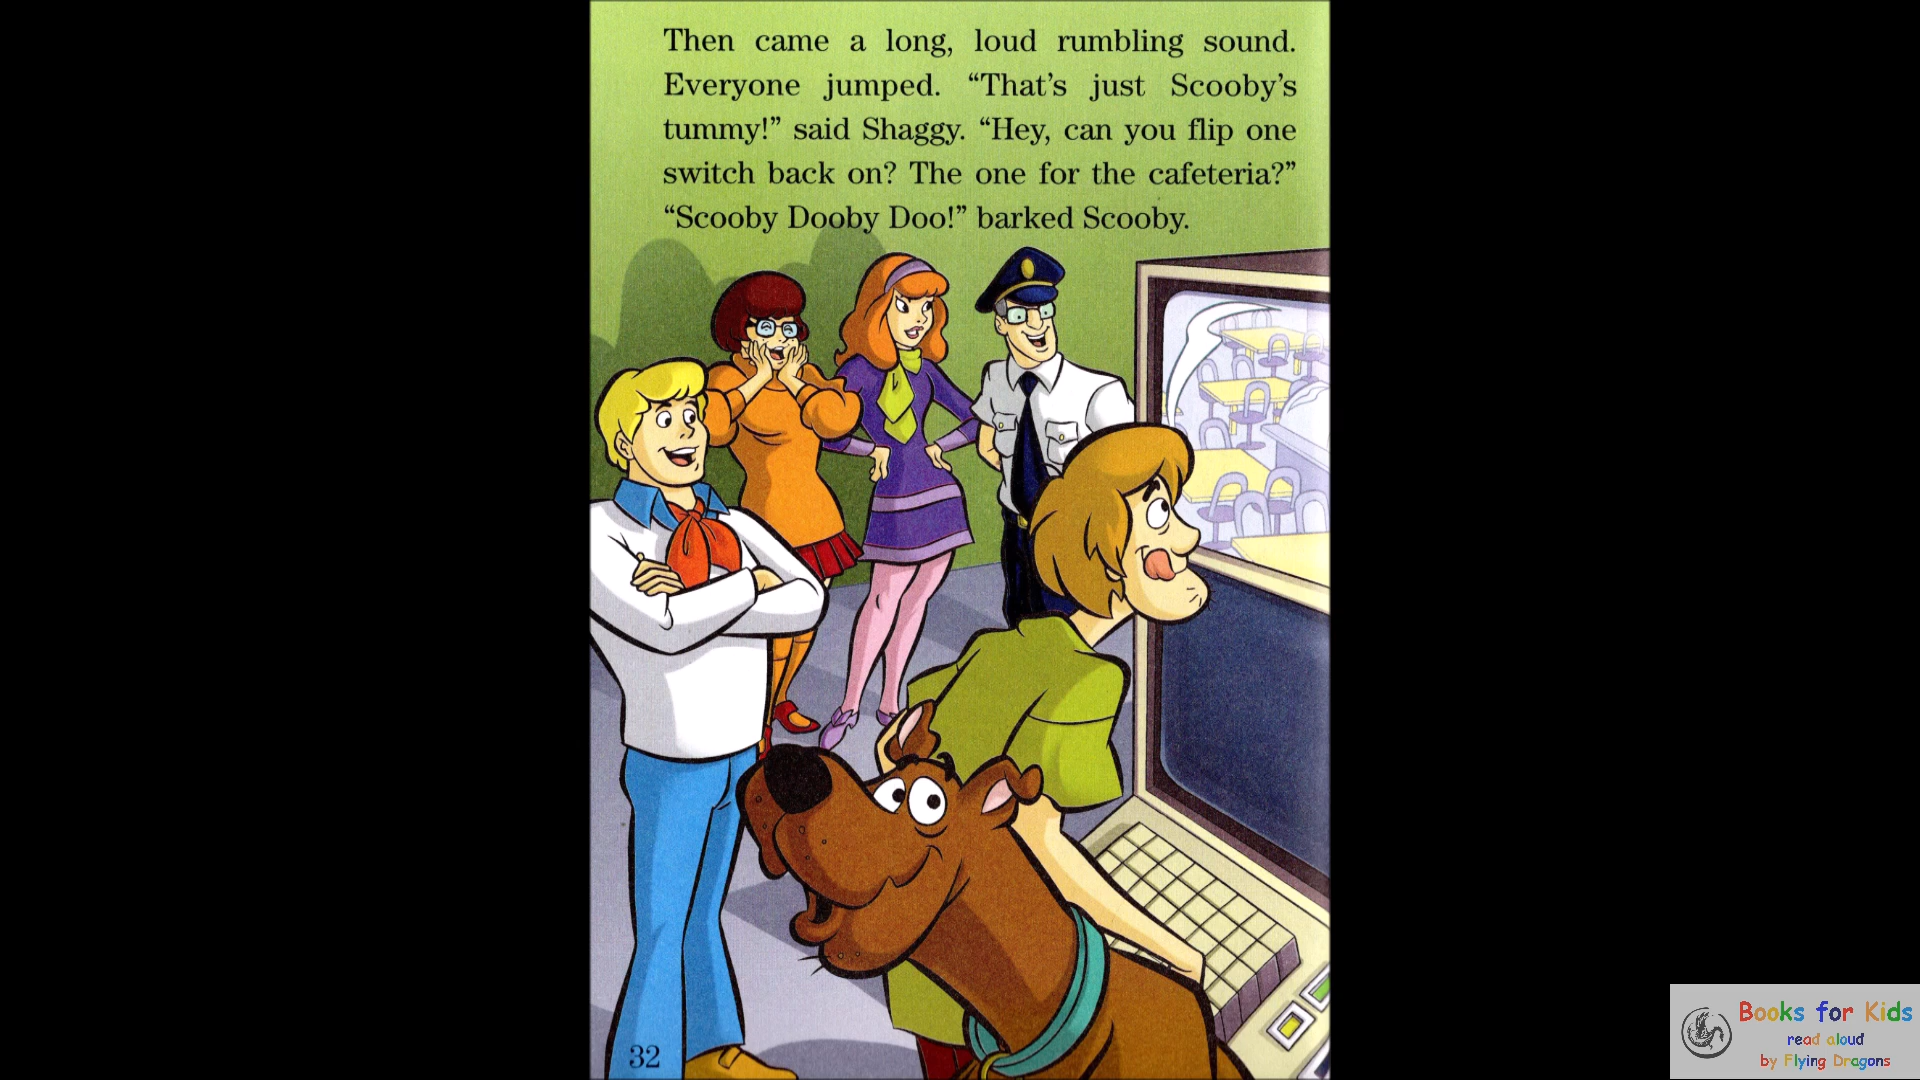 Then came a long, loud rumbling sound.
Everyone jumped. “That’s just Scooby’s
tummy!” said Shaggy. “Hey, can you flip one
switch back on? The one for the cafeteria?”
“Scooby Dooby Doo!” barked Scooby.
32
Books for Kids
read aloud
by Flying Dragons